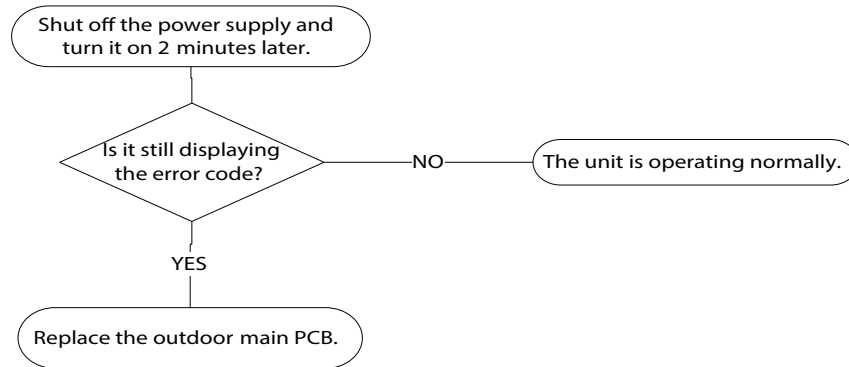 Shut off the power supply and
turn it on 2 minutes later.
Is it still displaying
the error code?
NO
The unit is operating normally.
YES
Replace the outdoor main PCB.